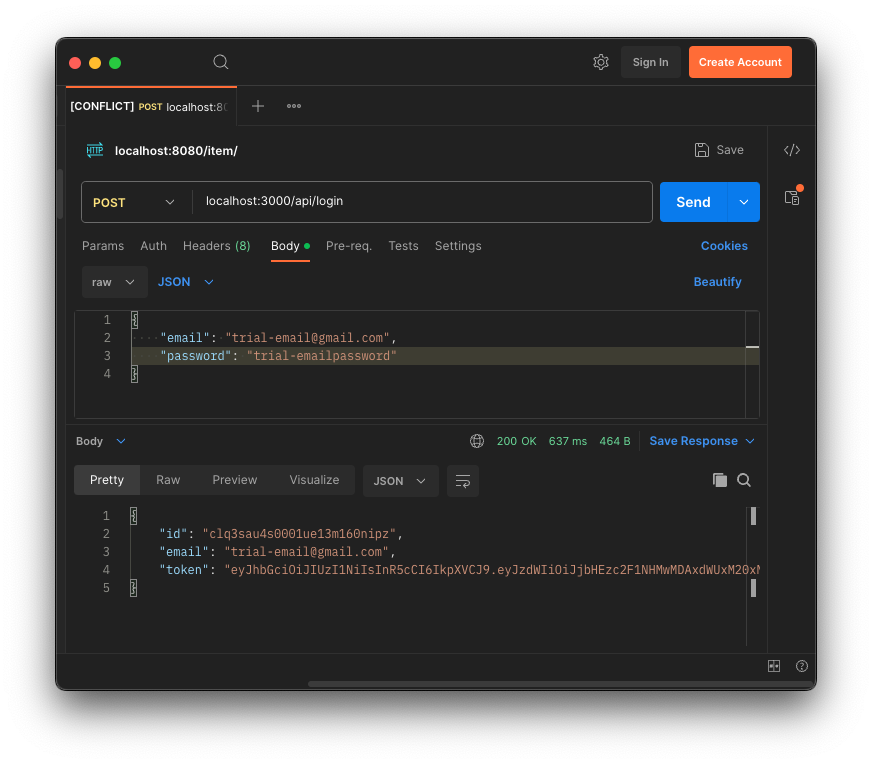 Sign In
Create Account
[CONFLICT] POST localhost:80
HTTP localhost:8080/item/
Save
</>
POST
localhost:3000/api/login
Send
Params Auth Headers (8) Body Pre-req. Tests Settings
Cookies
raw JSON
Beautify
1 {
2 "email": "trial-email@gmail.com",
3 "password": "trial-emailpassword"
4 }
Body
200 OK 637 ms 464 B
Save Response
Pretty Raw Preview Visualize
JSON
1 {
2 "id": "clq3sau4s0001ue13m160nipz",
3 "email": "trial-email@gmail.com",
4 "token": "eyJhbGciOiJIUzI1NiIsInR5cCI6IkpXVCJ9.eyJzdWIiOiJjbHEzc2F1NHMwMDAxdWUxM20x
5 }